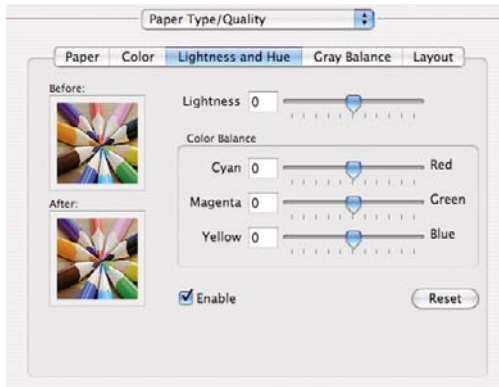 Paper Type/Quality
Paper Color Lightness and Hue Gray Balance Layout
Before:
Lightness 0
Color Balance
Cyan 0 Red
After:
Magenta 0 Green
Yellow 0 Blue
Enable Reset